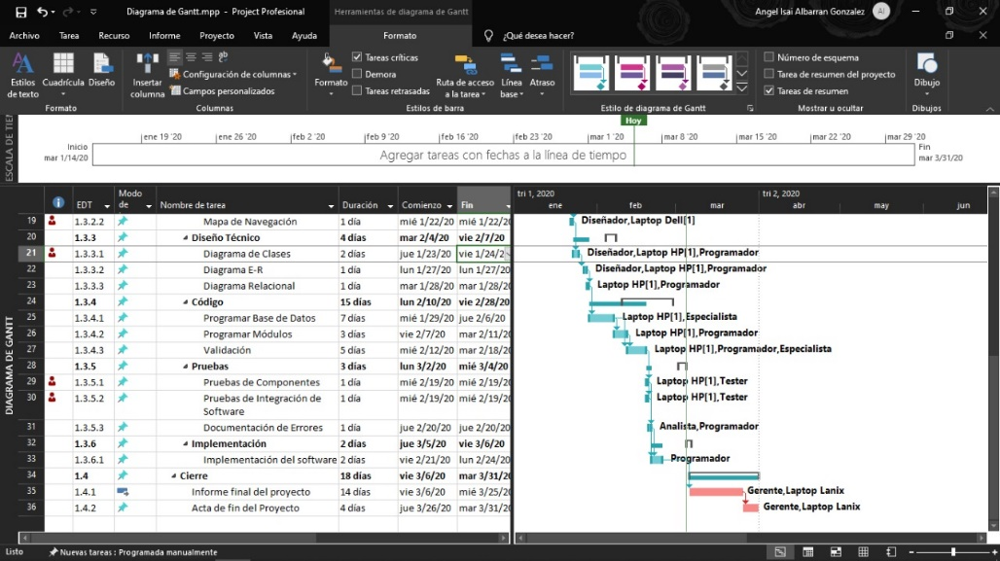 Diagrama de Gantt.mpp - Project Profesional
Herramientas de diagrama de Gantt
Angel Isai Albarran Gonzalez
AI
Archivo Tarea Recurso Informe Proyecto Vista Ayuda Formato ¿Qué desea hacer?
Estilos de texto
Cuadrícula
Diseño
Formato
Insertar columna
Configuración de columnas
Campos personalizados
Columnas
Formato
Tareas críticas
Demora
Tareas retrasadas
Ruta de acceso a la tarea
Línea base
Atraso
Estilos de barra
Estilo de diagrama de Gantt
Número de esquema
Tarea de resumen del proyecto
Tareas de resumen
Mostrar u ocultar
Dibujo
Dibujos
ESCALA DE TIEM
Hoy
ene 19 '20 ene 26 '20 feb 2 '20 feb 9 '20 feb 16 '20 feb 23 '20 mar 1 '20 mar 8 '20 mar 15 '20 mar 22 '20 mar 29 '20
Inicio
mar 1/14/20
Agregar tareas con fechas a la línea de tiempo
Fin
mar 3/31/20
DIAGRAMA DE GANTT
EDT Modo de Nombre de tarea Duración Comienzo Fin
tri 1, 2020 tri 2, 2020
ene feb mar abr may jun
19 1.3.2.2 Mapa de Navegación 1 día mié 1/22/20 mié 1/22/20 Diseñador,Laptop Dell[1]
20 1.3.3 Diseño Técnico 4 días mar 2/4/20 vie 2/7/20
21 1.3.3.1 Diagrama de Clases 2 días jue 1/23/20 vie 1/24/2 Diseñador,Laptop HP[1],Programador
22 1.3.3.2 Diagrama E-R 1 día lun 1/27/20 lun 1/27/20 Diseñador,Laptop HP[1],Programador
23 1.3.3.3 Diagrama Relacional 1 día mar 1/28/20 mar 1/28/20 Laptop HP[1],Programador
24 1.3.4 Código 15 días lun 2/10/20 vie 2/28/20
25 1.3.4.1 Programar Base de Datos 7 días mié 1/29/20 jue 2/6/20 Laptop HP[1],Especialista
26 1.3.4.2 Programar Módulos 3 días vie 2/7/20 mar 2/11/20 Laptop HP[1],Programador
27 1.3.4.3 Validación 5 días mié 2/12/20 mar 2/18/20 Laptop HP[1],Programador,Especialista
28 1.3.5 Pruebas 3 días lun 3/2/20 mié 3/4/20
29 1.3.5.1 Pruebas de Componentes 1 día mié 2/19/20 mié 2/19/20 Laptop HP[1],Tester
30 1.3.5.2 Pruebas de Integración de 1 día mié 2/19/20 mié 2/19/20 Laptop HP[1],Tester
Software
31 1.3.5.3 Documentación de Errores 1 día jue 2/20/20 jue 2/20/20 Analista,Programador
32 1.3.6 Implementación 2 días jue 3/5/20 vie 3/6/20
33 1.3.6.1 Implementación del software 2 días vie 2/21/20 lun 2/24/20 Programador
34 1.4 Cierre 18 días vie 3/6/20 mar 3/31/20
35 1.4.1 Informe final del proyecto 14 días vie 3/6/20 mié 3/25/20 Gerente,Laptop Lanix
36 1.4.2 Acta de fin del Proyecto 4 días jue 3/26/20 mar 3/31/20 Gerente,Laptop Lanix
Listo Nuevas tareas : Programada manualmente